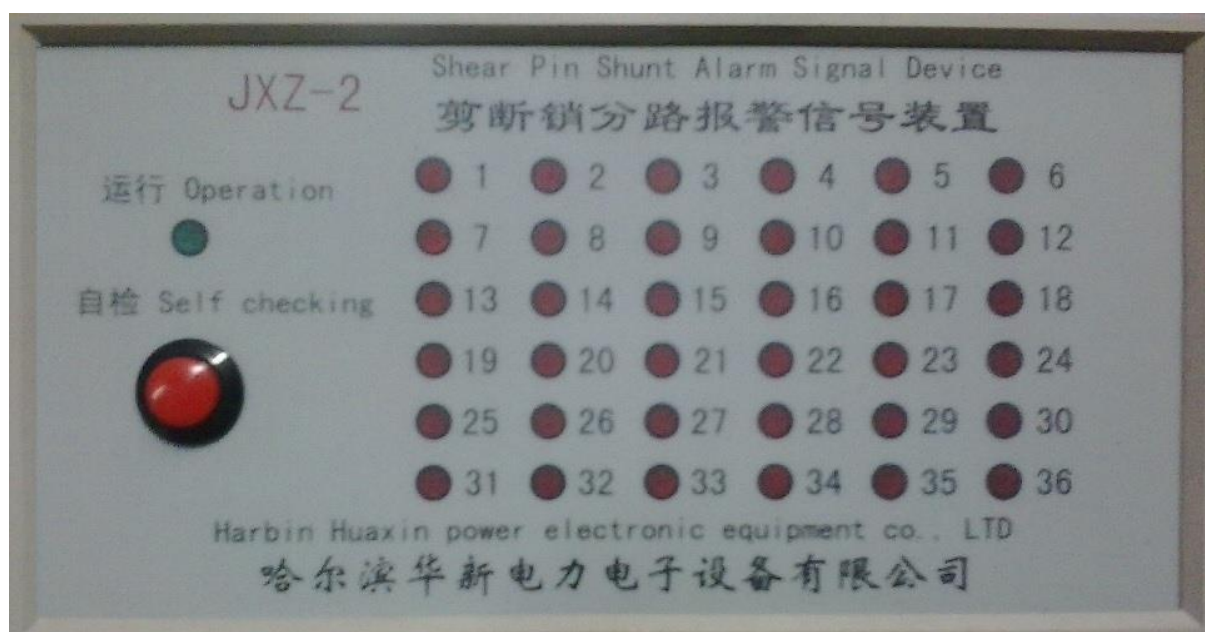 Shear Pin Shunt Alarm Signal Device
JXZ-2
剪断销分路报警信号装置
运行 Operation
自检 Self checking
1 2 3 4 5 6
7 8 9 10 11 12
13 14 15 16 17 18
19 20 21 22 23 24
25 26 27 28 29 30
31 32 33 34 35 36
Harbin Huaxin power electronic equipment co., LTD
哈尔滨华新电力电子设备有限公司